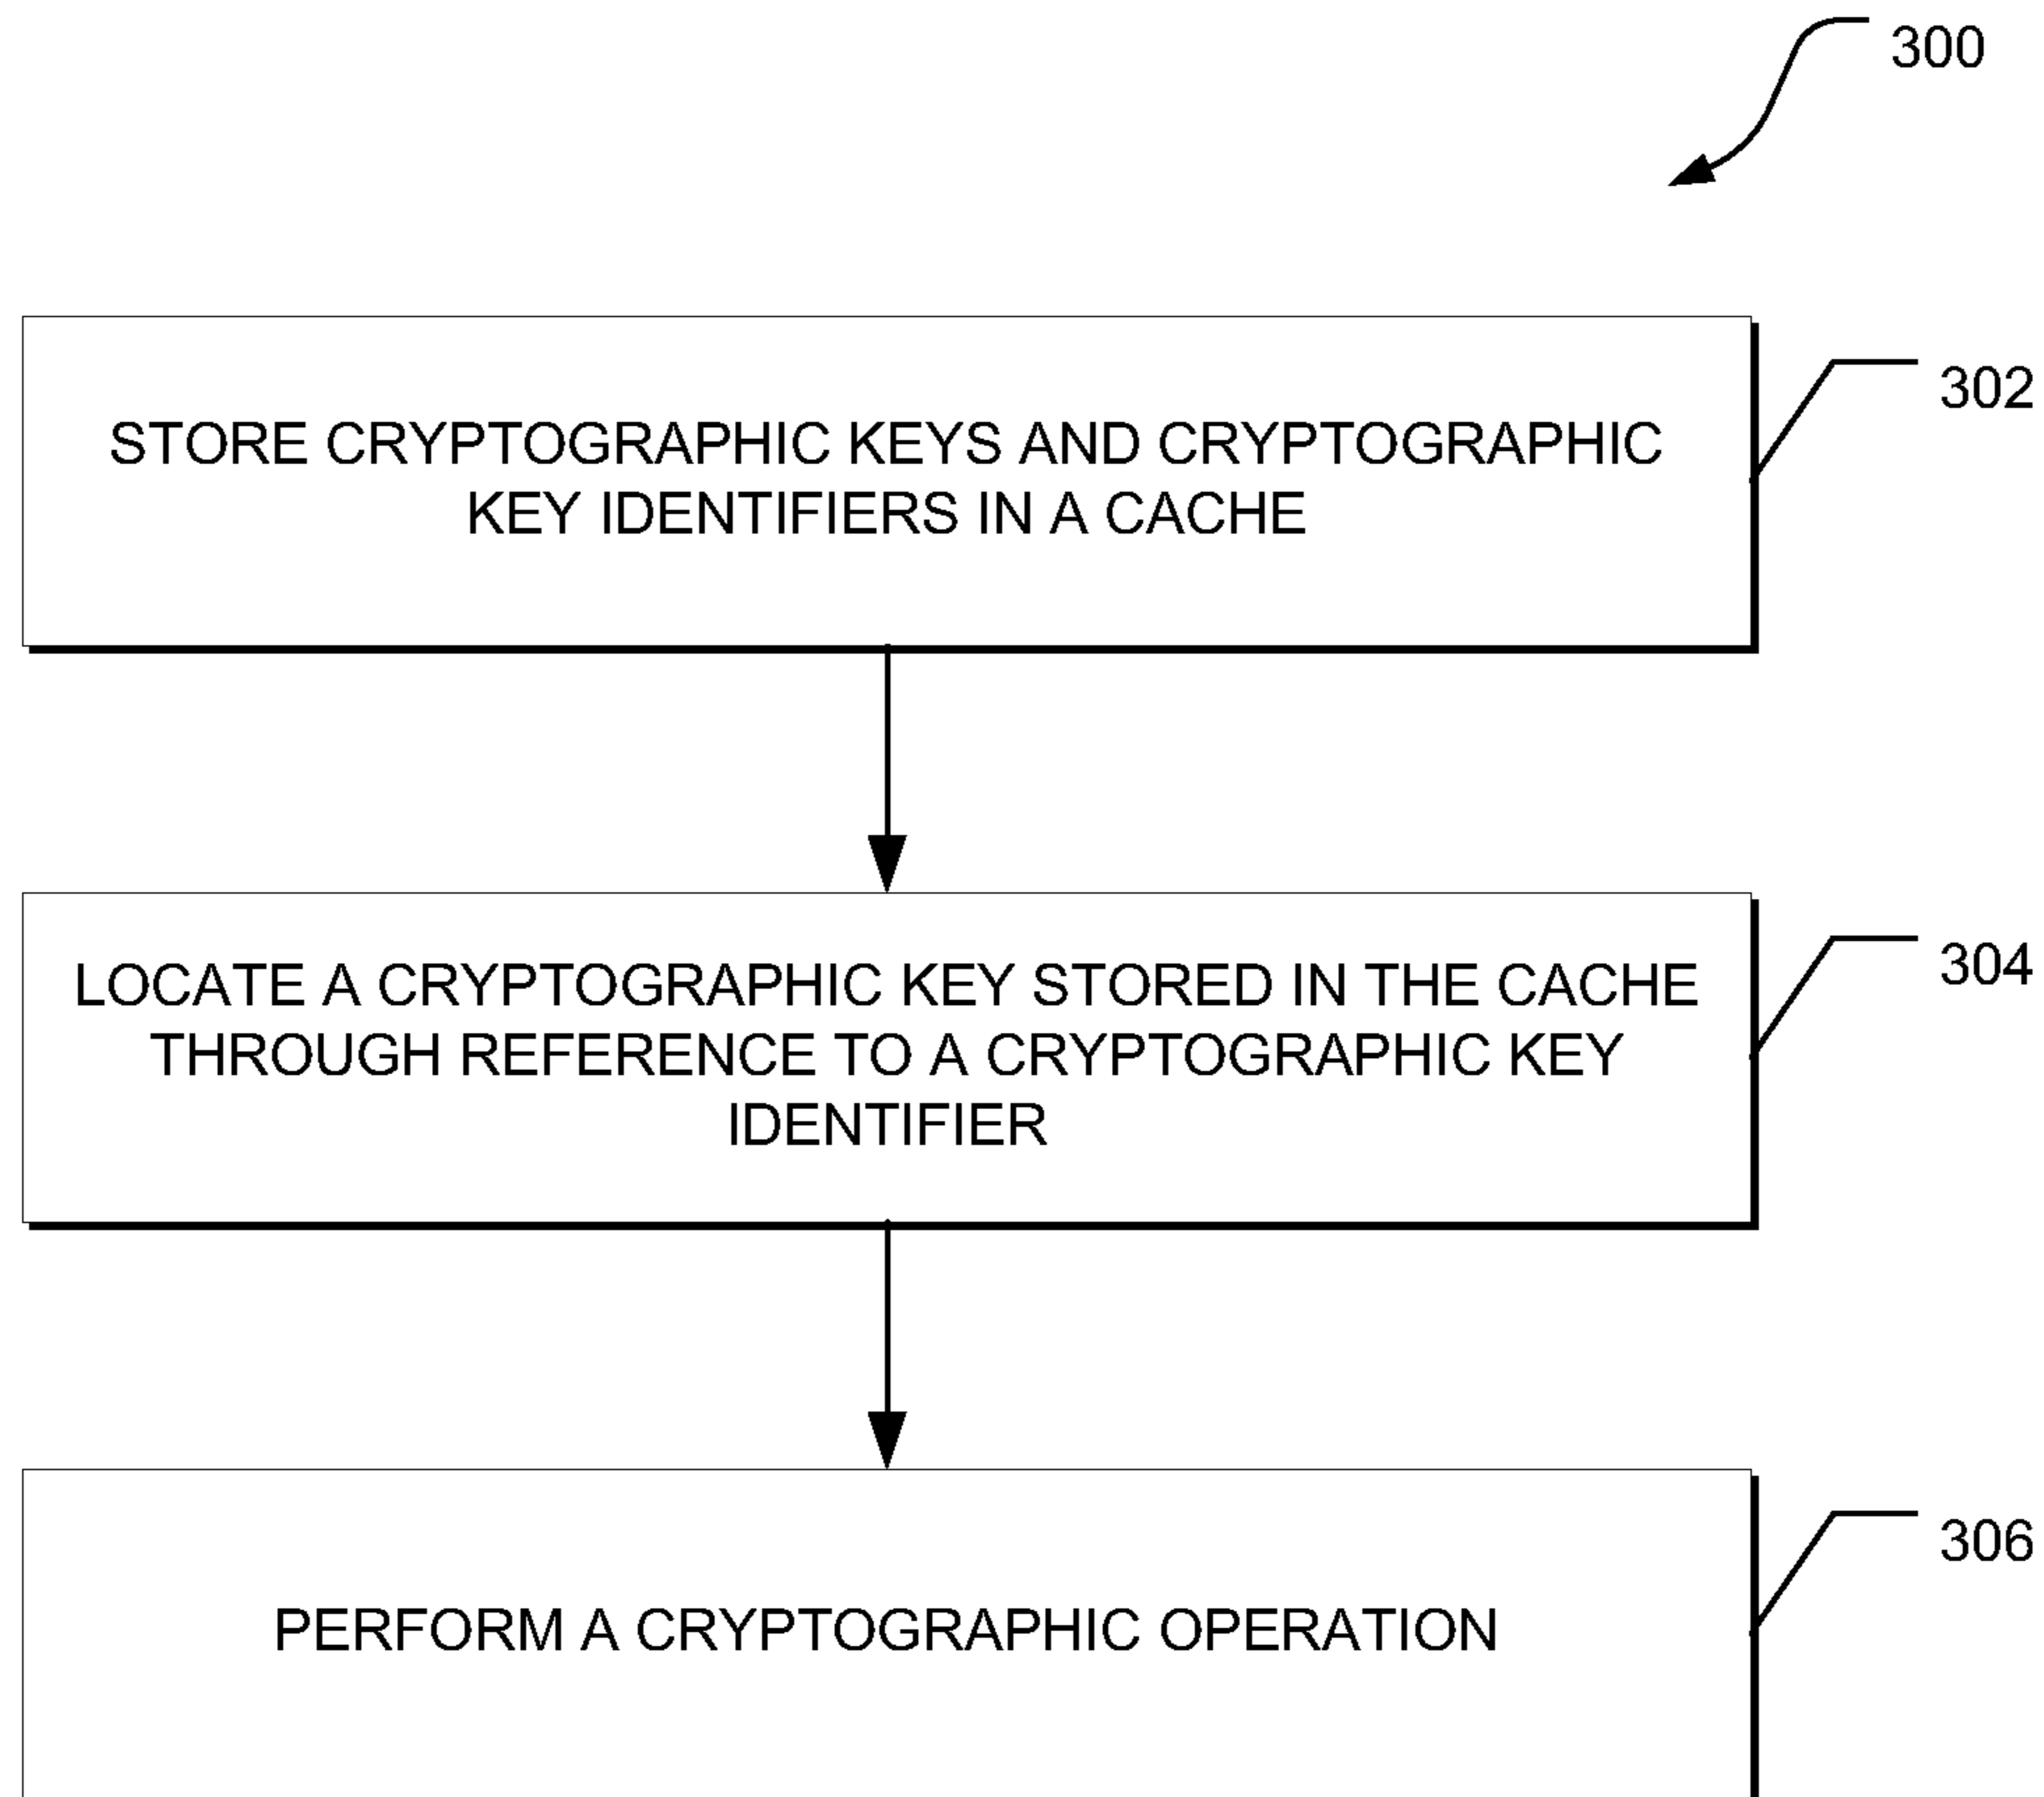 300
302
STORE CRYPTOGRAPHIC KEYS AND CRYPTOGRAPHIC
KEY IDENTIFIERS IN A CACHE
304
LOCATE A CRYPTOGRAPHIC KEY STORED IN THE CACHE
THROUGH REFERENCE TO A CRYPTOGRAPHIC KEY
IDENTIFIER
306
PERFORM A CRYPTOGRAPHIC OPERATION